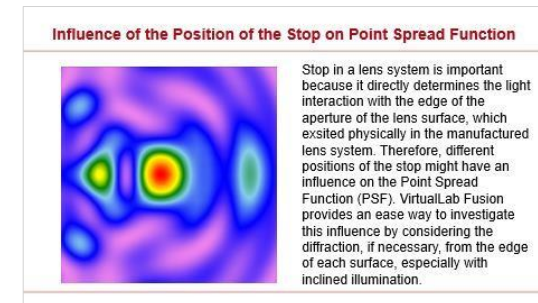 Influence of the Position of the Stop on Point Spread Function
Stop in a lens system is important
because it directly determines the light
interaction with the edge of the
aperture of the lens surface, which
exsited physically in the manufactured
lens system. Therefore, different
positions of the stop might have an
influence on the Point Spread
Function (PSF). VirtualLab Fusion
provides an ease way to investigate
this influence by considering the
diffraction, if necessary, from the edge
of each surface, especially with
inclined illumination.